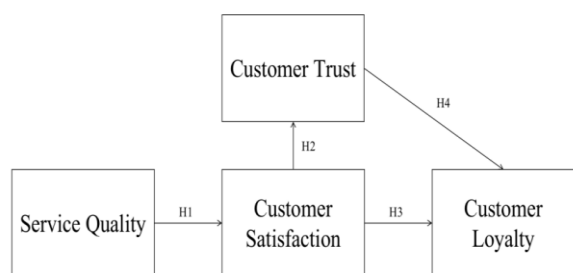 Customer Trust
H4
H2
Service Quality
H1
Customer
Satisfaction
H3
Customer
Loyalty